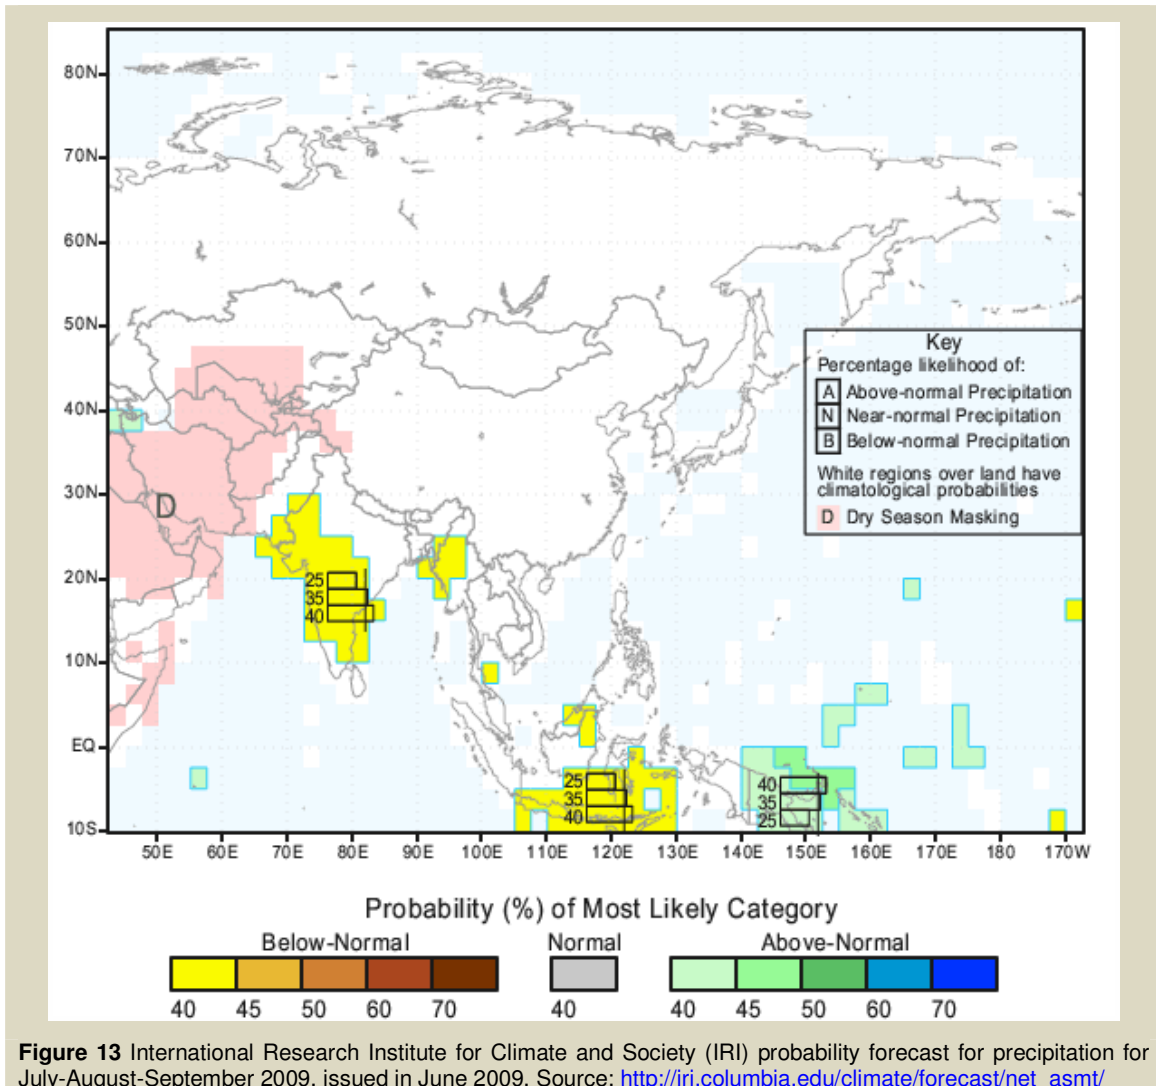 80N
70N
60N
50N
40N
30N
20N
10N
EQ
10S
Key
Percentage likelihood of:
A Above-normal Precipitation
N Near-normal Precipitation
B Below-normal Precipitation
White regions over land have
climatological probabilities
D Dry Season Masking
D
25
35
40
25
35
40
40
35
25
50E 60E 70E 80E 90E 100E 110E 120E 130E 140E 150E 160E 170E 180 170W
Probability (%) of Most Likely Category
Below-Normal Normal Above-Normal
40 45 50 60 70 40 40 45 50 60 70
Figure 13 International Research Institute for Climate and Society (IRI) probability forecast for precipitation for
July-August-September 2009, issued in June 2009. Source: http://iri.columbia.edu/climate/forecast/net_asmt/